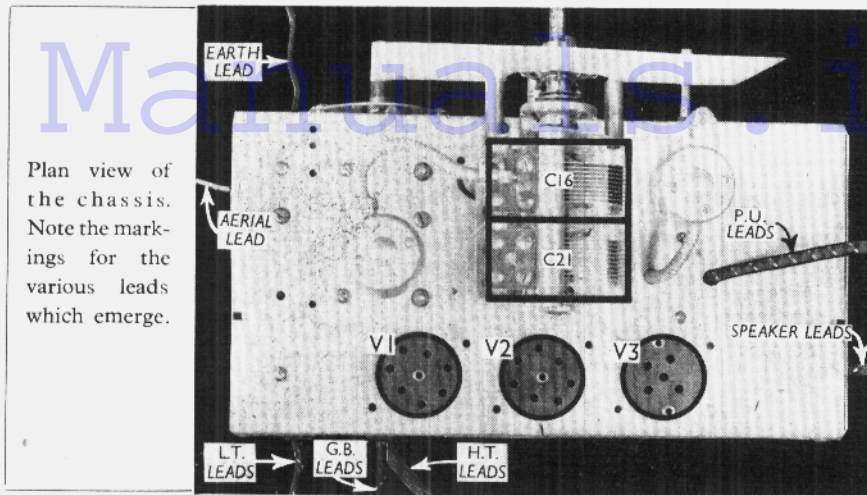 Manuals.i
Plan view of
the chassis.
Note the mark-
ings for the
various leads
which emerge.
EARTH
LEAD
AERIAL
LEAD
C16
C21
P.U.
LEADS
SPEAKER LEADS
V1
V2
V3
L.T.
LEADS
G.B.
LEADS
H.T.
LEADS